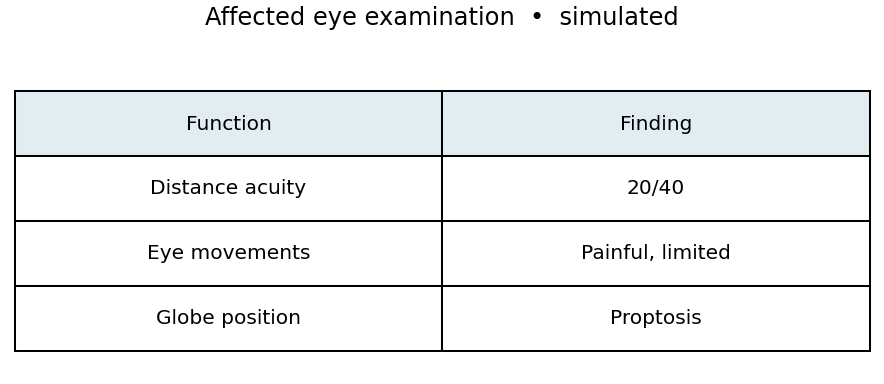 Affected eye examination • simulated
Function Finding
Distance acuity 20/40
Eye movements Painful, limited
Globe position Proptosis